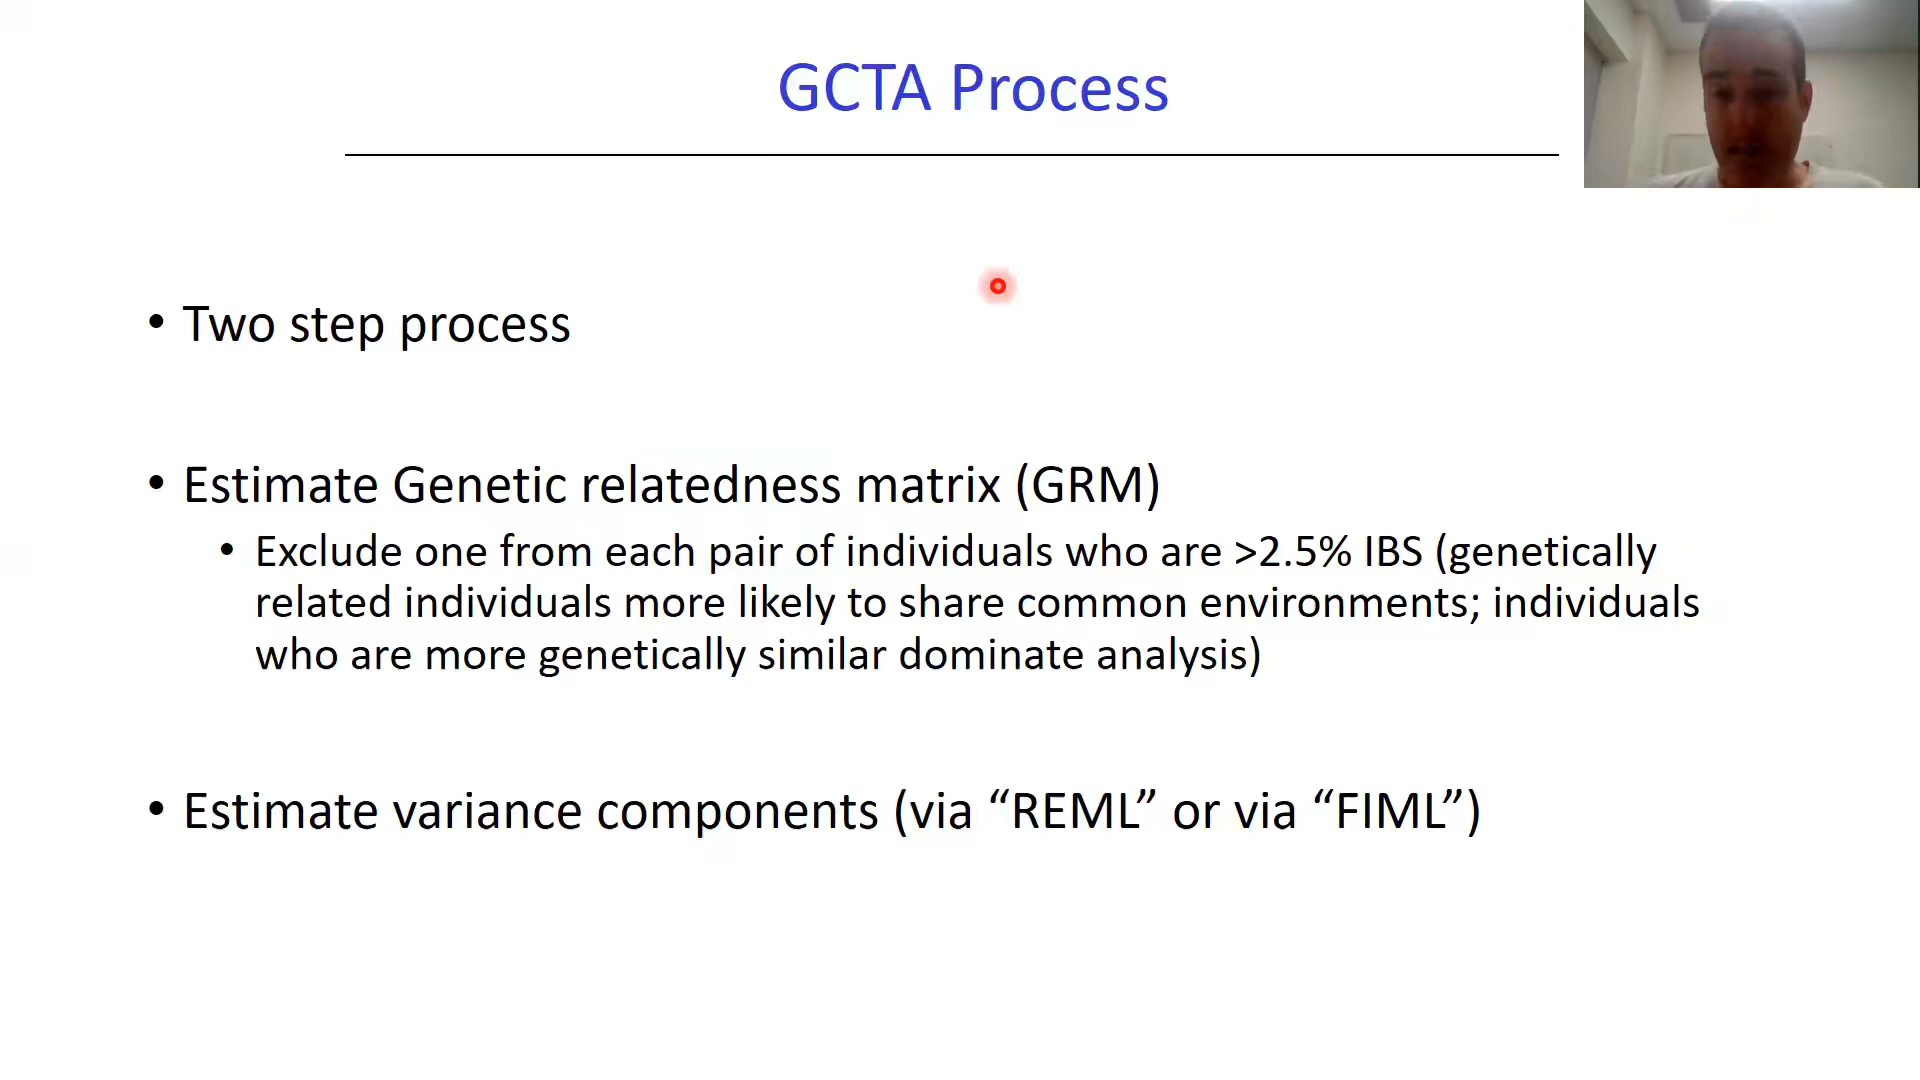 GCTA Process
• Two step process
• Estimate Genetic relatedness matrix (GRM)
• Exclude one from each pair of individuals who are >2.5% IBS (genetically
related individuals more likely to share common environments; individuals
who are more genetically similar dominate analysis)
• Estimate variance components (via “REML” or via “FIML”)